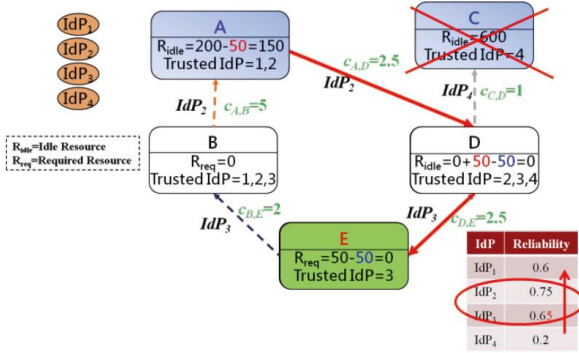 IdP1
IdP2
IdP3
IdP4
Ridle=Idle Resource
Rreq=Required Resource
A
Ridle=200-50=150
Trusted IdP=1,2
C
Ridle=600
Trusted IdP=4
cA,D=2.5
IdP2
IdP2
cA,B=5
IdP4
cC,D=1
B
Rreq=0
Trusted IdP=1,2,3
D
Ridle=0+50-50=0
Trusted IdP=2,3,4
cB,E=2
IdP3
IdP3
cD,E=2.5
E
Rreq=50-50=0
Trusted IdP=3
IdP Reliability
IdP1 0.6
IdP2 0.75
IdP3 0.65
IdP4 0.2